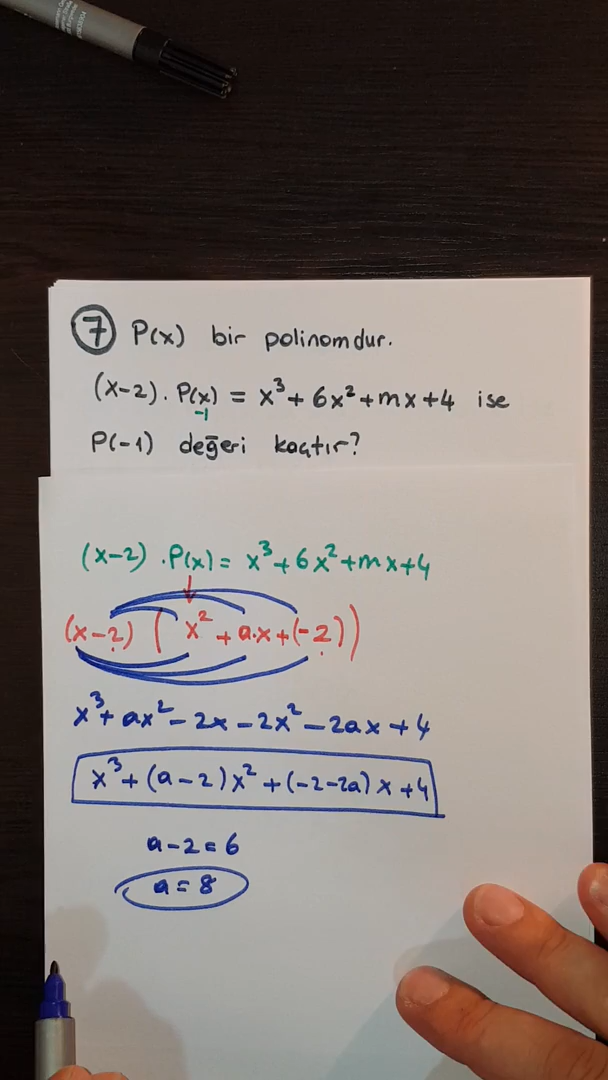 7 P(x) bir polinomdur.
(x-2). P(x) = x³+ 6x²+mx+4 ise
-1
P(-1) değeri kaçtır?
(x-2) .P(x) = x³+6x²+mx+4
(x-2) ( x² + a.x+(-2))
x³+ ax²-2x-2x²-2ax+4
x³+(a-2)x²+(-2-2a)x+4
a-2=6
a=8